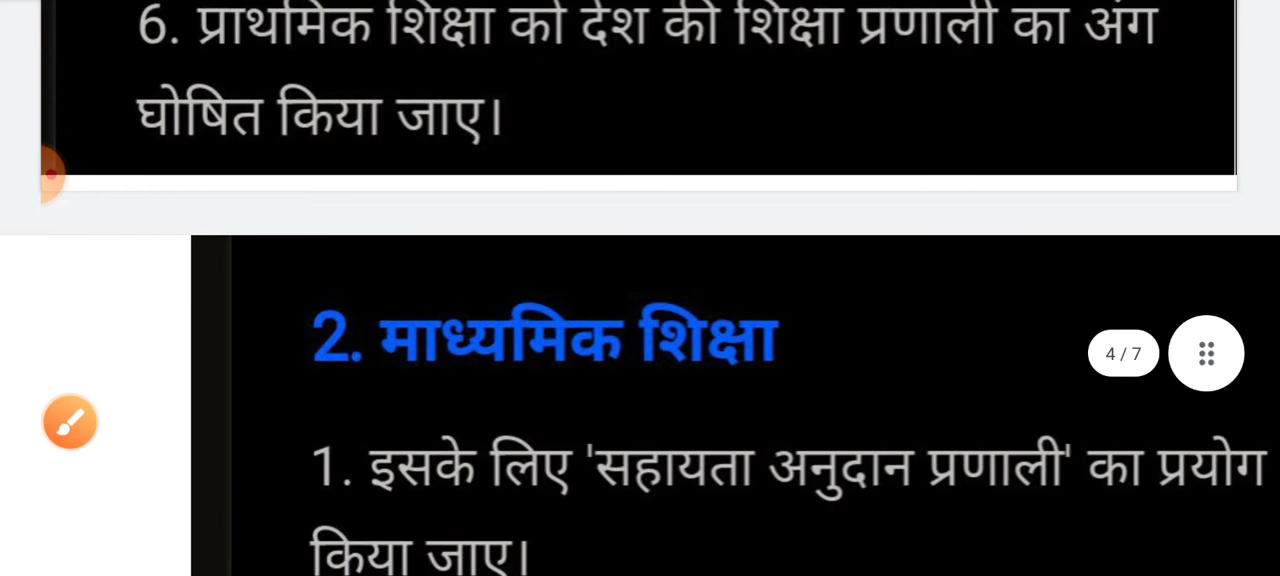 6. प्राथमिक शिक्षा को देश की शिक्षा प्रणाली का अंग
घोषित किया जाए।
2. माध्यमिक शिक्षा
4 / 7
1. इसके लिए 'सहायता अनुदान प्रणाली' का प्रयोग
किया जाए।